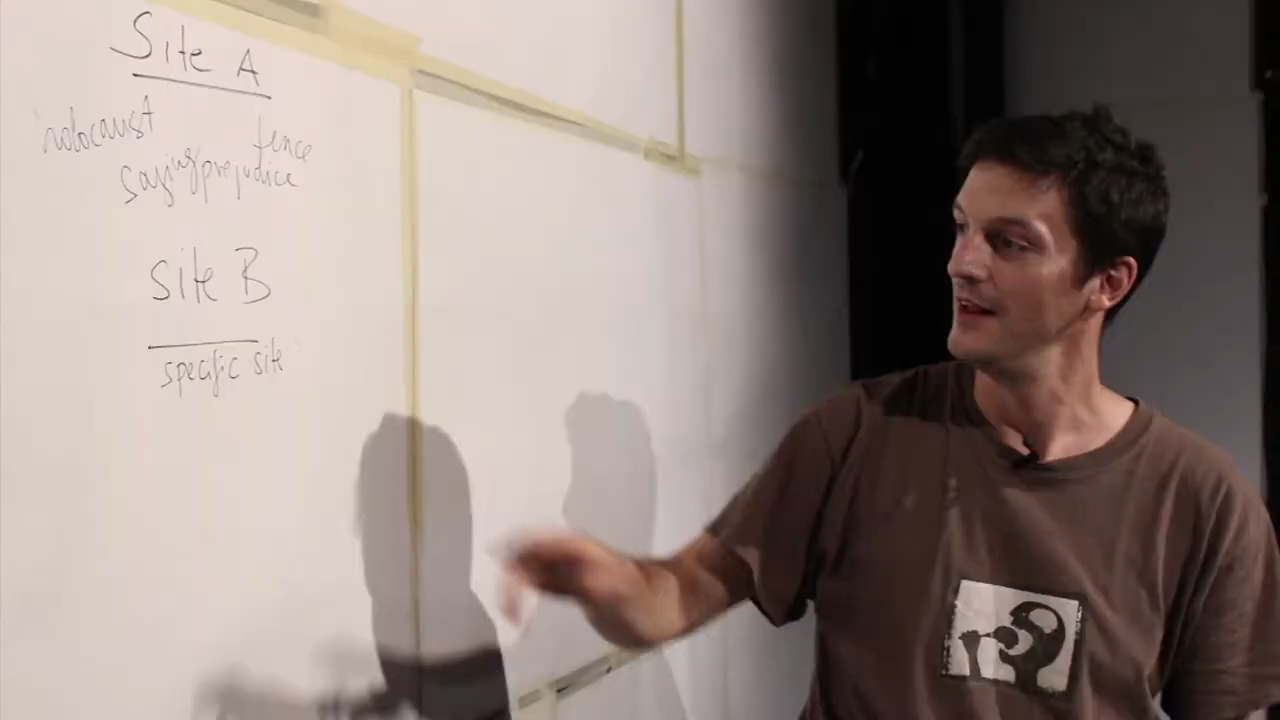 Site A
holocaust fence
saying prejudice
site B
specific site